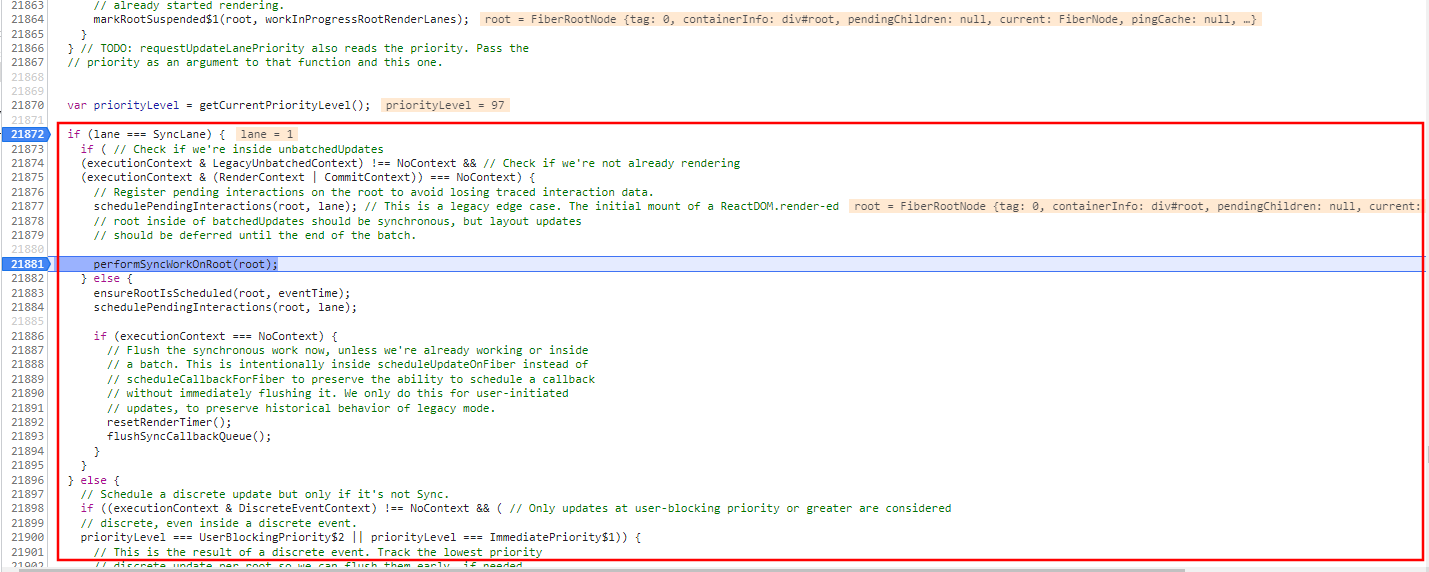 21863 // already started rendering.
21864 markRootSuspended$1(root, workInProgressRootRenderLanes); root = FiberRootNode {tag: 0, containerInfo: div#root, pendingChildren: null, current: FiberNode, pingCache: null, …}
21865 }
21866 } // TODO: requestUpdateLanePriority also reads the priority. Pass the
21867 // priority as an argument to that function and this one.
21868
21869
21870 var priorityLevel = getCurrentPriorityLevel(); priorityLevel = 97
21871
21872 if (lane === SyncLane) { lane = 1
21873 if ( // Check if we're inside unbatchedUpdates
21874 (executionContext & LegacyUnbatchedContext) !== NoContext && // Check if we're not already rendering
21875 (executionContext & (RenderContext | CommitContext)) === NoContext) {
21876 // Register pending interactions on the root to avoid losing traced interaction data.
21877 schedulePendingInteractions(root, lane); // This is a legacy edge case. The initial mount of a ReactDOM.render-ed root = FiberRootNode {tag: 0, containerInfo: div#root, pendingChildren: null, current:
21878 // root inside of batchedUpdates should be synchronous, but layout updates
21879 // should be deferred until the end of the batch.
21880
21881 performSyncWorkOnRoot(root);
21882 } else {
21883 ensureRootIsScheduled(root, eventTime);
21884 schedulePendingInteractions(root, lane);
21885
21886 if (executionContext === NoContext) {
21887 // Flush the synchronous work now, unless we're already working or inside
21888 // a batch. This is intentionally inside scheduleUpdateOnFiber instead of
21889 // scheduleCallbackForFiber to preserve the ability to schedule a callback
21890 // without immediately flushing it. We only do this for user-initiated
21891 // updates, to preserve historical behavior of legacy mode.
21892 resetRenderTimer();
21893 flushSyncCallbackQueue();
21894 }
21895 }
21896 } else {
21897 // Schedule a discrete update but only if it's not Sync.
21898 if ((executionContext & DiscreteEventContext) !== NoContext && ( // Only updates at user-blocking priority or greater are considered
21899 // discrete, even inside a discrete event.
21900 priorityLevel === UserBlockingPriority$2 || priorityLevel === ImmediatePriority$1)) {
21901 // This is the result of a discrete event. Track the lowest priority
21902 // discrete update per root so we can flush them early, if needed.